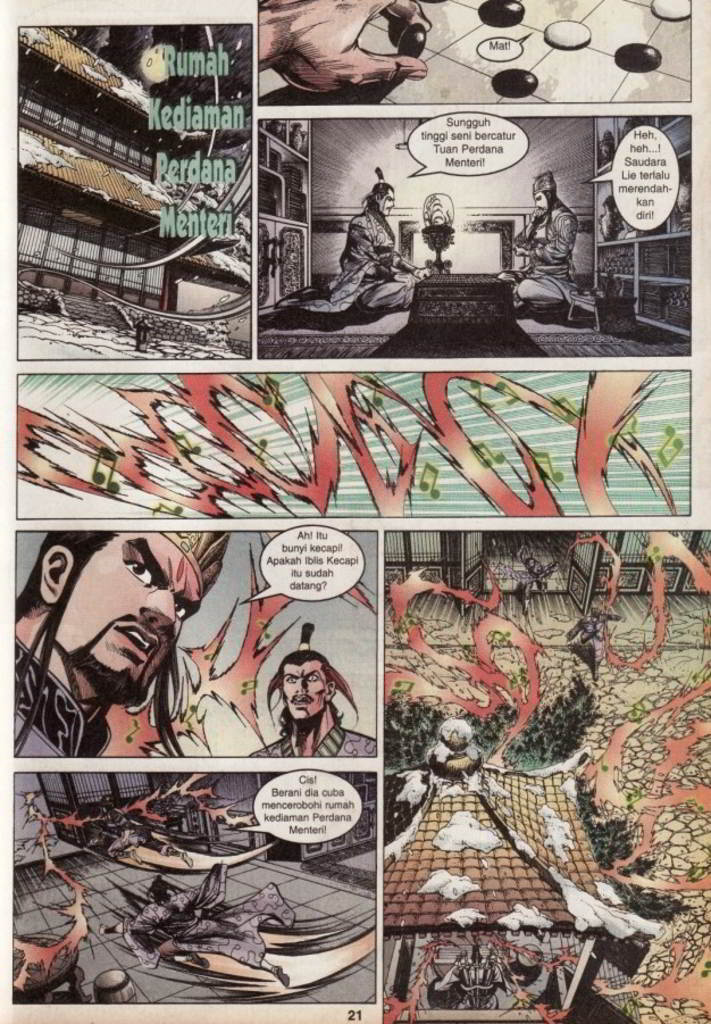 Rumah
Kediaman
Perdana
Menteri
Mat!
Sungguh
tinggi seni bercatur
Tuan Perdana
Menteri!
Heh,
heh...!
Saudara
Lie terlalu
merendah-
kan
diri!
Ah! Itu
bunyi kecapi!
Apakah Iblis Kecapi
itu sudah
datang?
Cis!
Berani dia cuba
mencerobohi rumah
kediaman Perdana
Menteri!
21